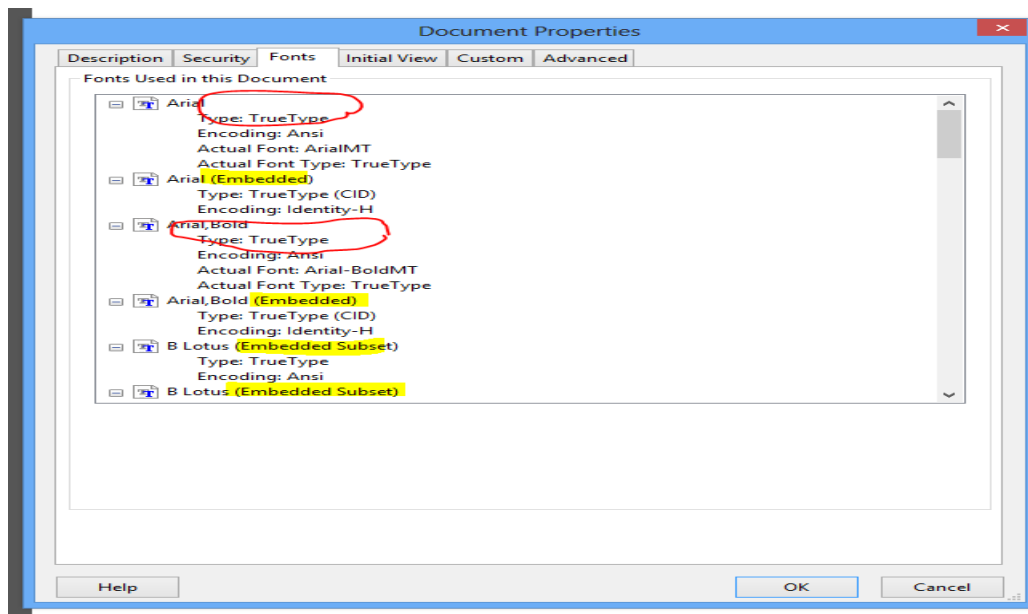 Document Properties
Description Security Fonts Initial View Custom Advanced
Fonts Used in this Document
Arial
Type: TrueType
Encoding: Ansi
Actual Font: ArialMT
Actual Font Type: TrueType
Arial (Embedded)
Type: TrueType (CID)
Encoding: Identity-H
Arial,Bold
Type: TrueType
Encoding: Ansi
Actual Font: Arial-BoldMT
Actual Font Type: TrueType
Arial,Bold (Embedded)
Type: TrueType (CID)
Encoding: Identity-H
B Lotus (Embedded Subset)
Type: TrueType
Encoding: Ansi
B Lotus (Embedded Subset)
Help OK Cancel